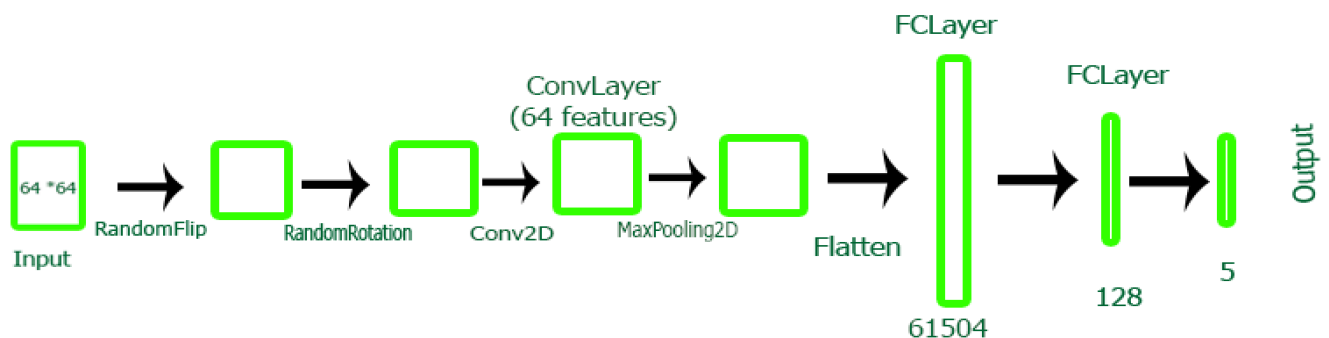 64 *64
Input
RandomFlip
RandomRotation
Conv2D
ConvLayer
(64 features)
MaxPooling2D
Flatten
FCLayer
61504
FCLayer
128
5
Output